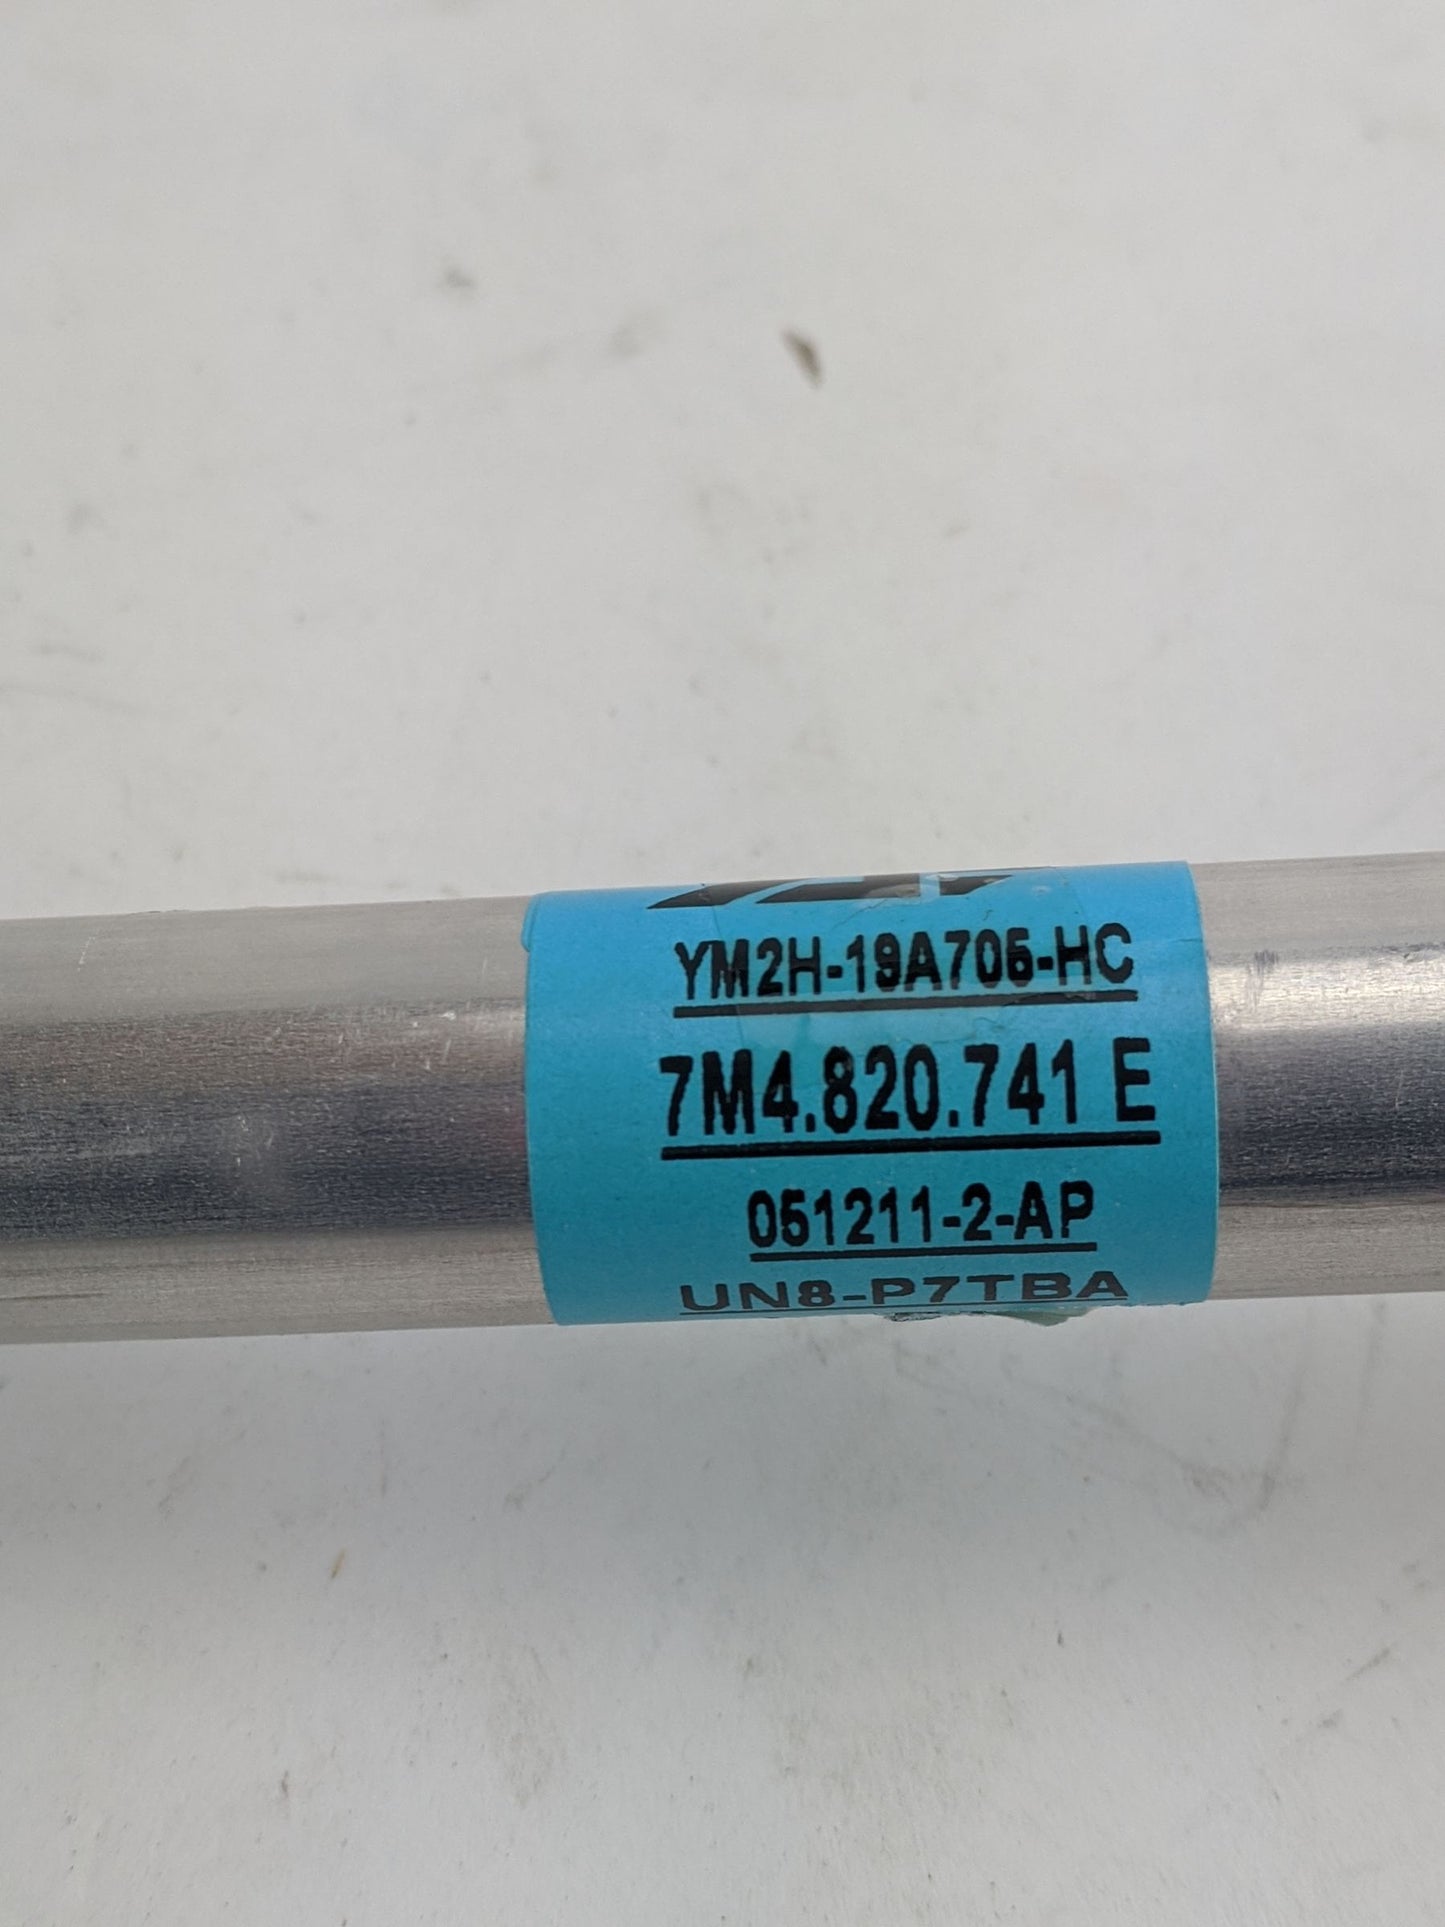 YM2H-19A705-HC
7M4.820.741 E
051211-2-AP
UN8-P7TBA